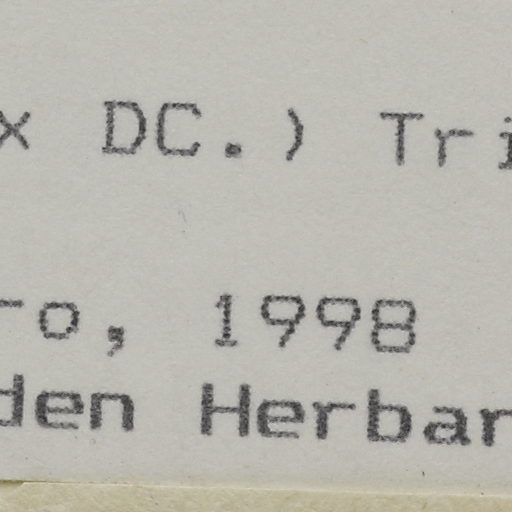 x DC.) Tri
ro, 1998
den Herbar